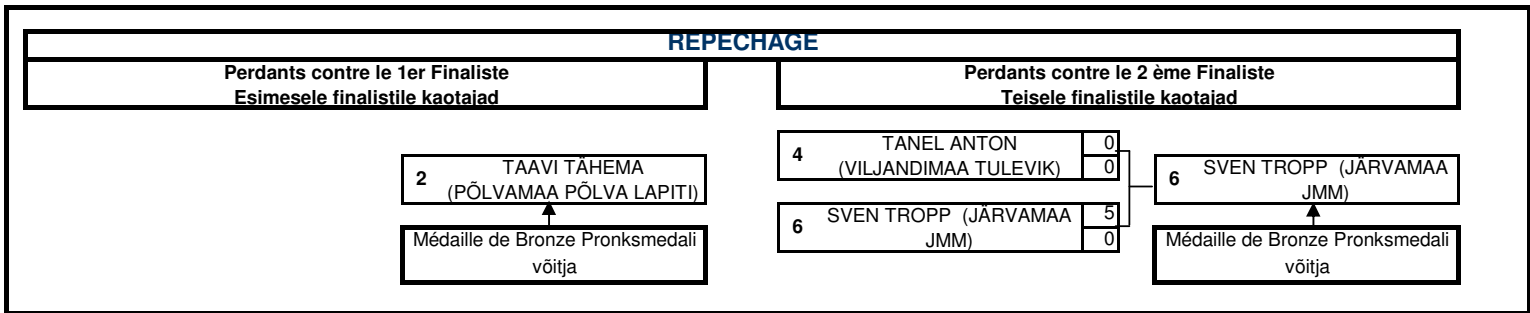 REPECHAGE
Perdants contre le 1er Finaliste
Esimesele finalistile kaotajad
Perdants contre le 2 ème Finaliste
Teisele finalistile kaotajad
2
TAAVI TÄHEMA
(PÕLVAMAA PÕLVA LAPITI)
Médaille de Bronze Pronksmedali
võitja
4
TANEL ANTON
(VILJANDIMAA TULEVIK)
0
0
6
SVEN TROPP (JÄRVAMAA
JMM)
5
0
6
SVEN TROPP (JÄRVAMAA
JMM)
Médaille de Bronze Pronksmedali
võitja